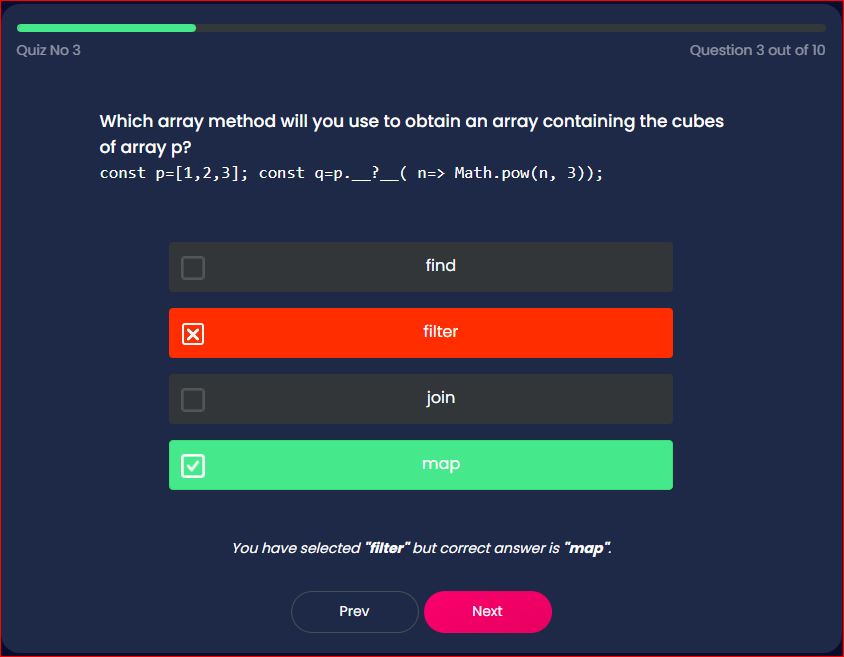 Quiz No 3
Question 3 out of 10
Which array method will you use to obtain an array containing the cubes
of array p?
const p=[1,2,3]; const q=p.__?__( n=> Math.pow(n, 3));
find
filter
join
map
You have selected "filter" but correct answer is "map".
Prev
Next